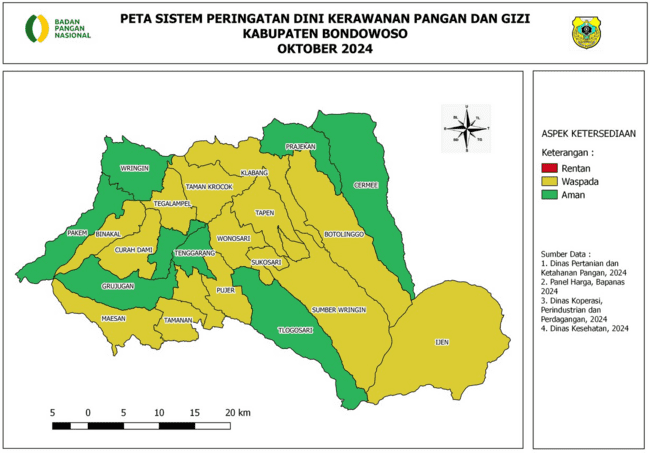 BADAN
PANGAN
NASIONAL
PETA SISTEM PERINGATAN DINI KERAWANAN PANGAN DAN GIZI
KABUPATEN BONDOWOSO
OKTOBER 2024
PRAJEKAN
WRINGIN
KLABANG
TAMAN KROCOK
CERMEE
TEGALAMPEL
TAPEN
PAKEM
BINAKAL
BOTOLINGGO
WONOSARI
CURAH DAMI
TENGGARANG
SUKOSARI
GRUJUGAN
PUJER
SUMBER WRINGIN
MAESAN
TAMANAN
TLOGOSARI
IJEN
5 0 5 10 15 20 km
U
BL
TL
B
T
BD
TG
S
ASPEK KETERSEDIAAN
Keterangan :
Rentan
Waspada
Aman
Sumber Data :
1. Dinas Pertanian dan
Ketahanan Pangan, 2024
2. Panel Harga, Bapanas
2024
3. Dinas Koperasi,
Perindustrian dan
Perdagangan, 2024
4. Dinas Kesehatan, 2024